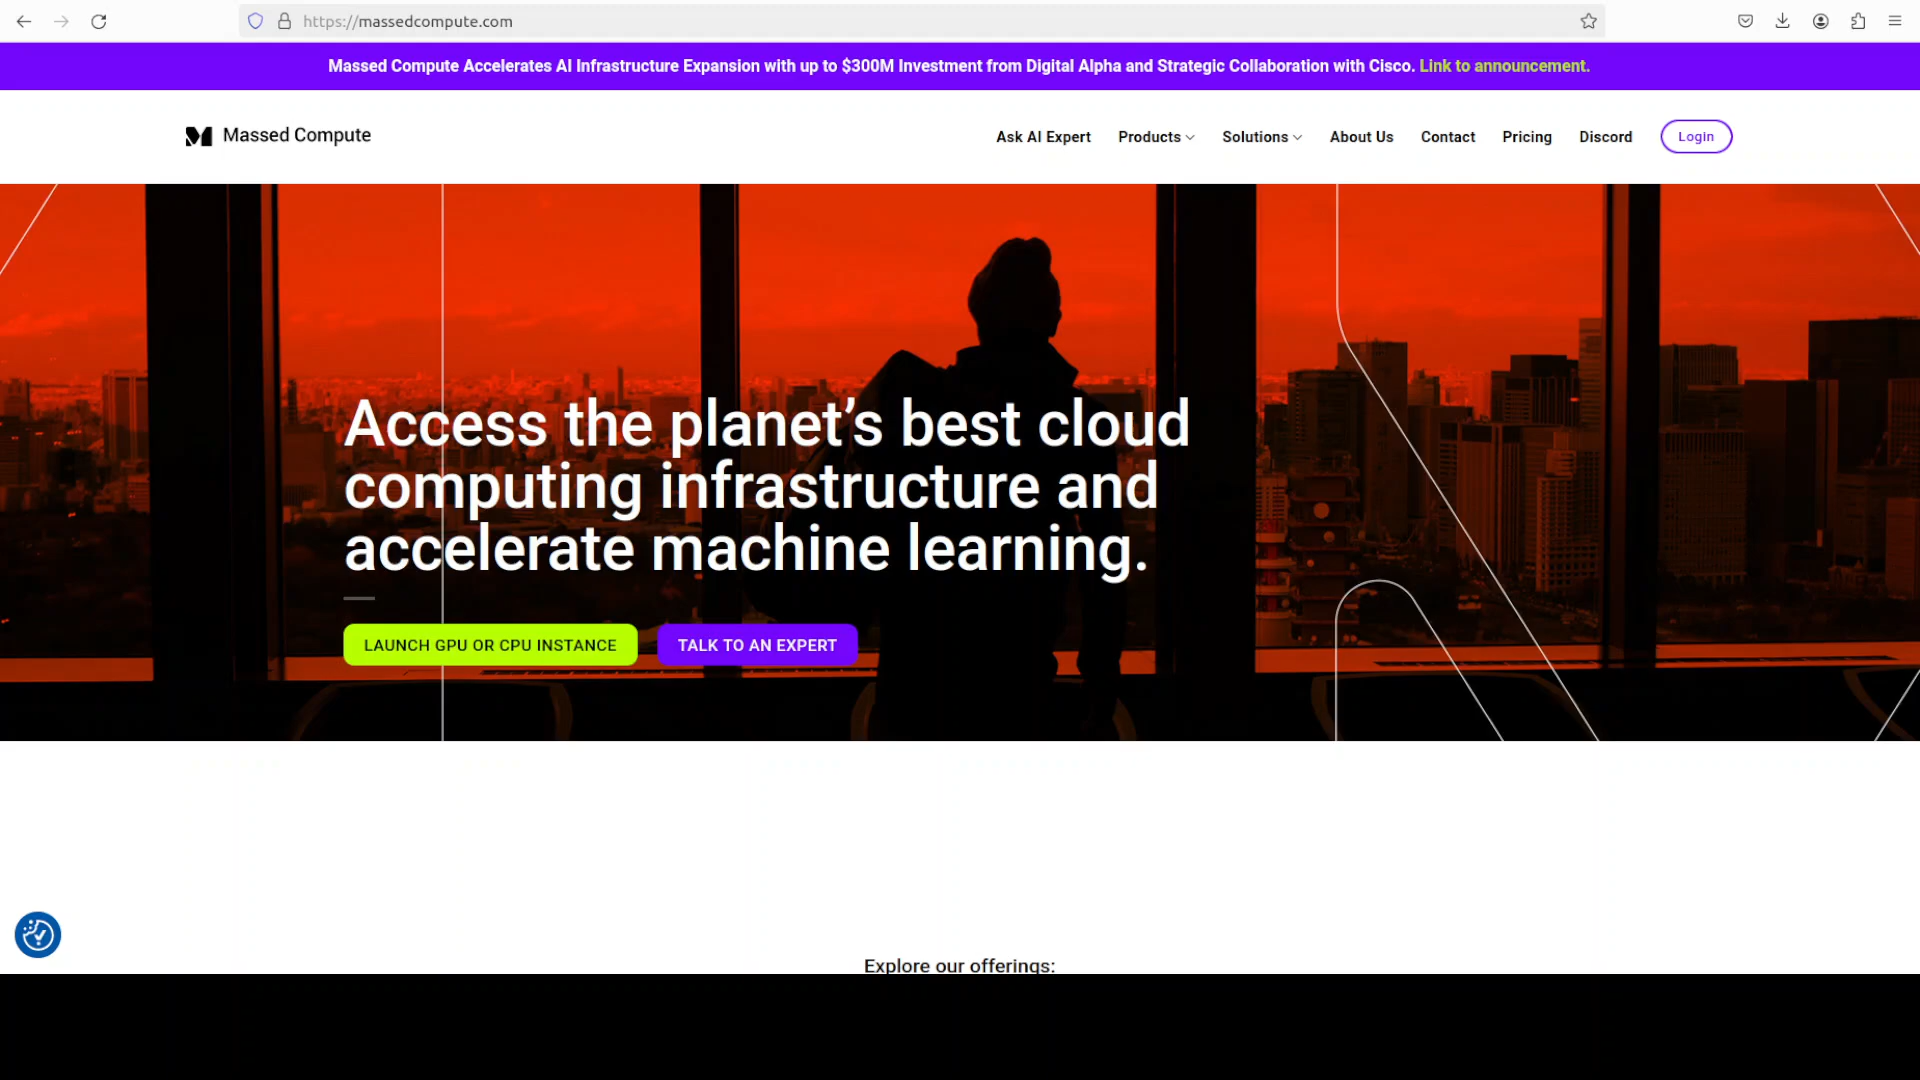 https://massedcompute.com
Massed Compute Accelerates AI Infrastructure Expansion with up to $300M Investment from Digital Alpha and Strategic Collaboration with Cisco. Link to announcement.
Massed Compute
Ask AI Expert Products Solutions About Us Contact Pricing Discord Login
Access the planet’s best cloud
computing infrastructure and
accelerate machine learning.
LAUNCH GPU OR CPU INSTANCE TALK TO AN EXPERT
Explore our offerings: